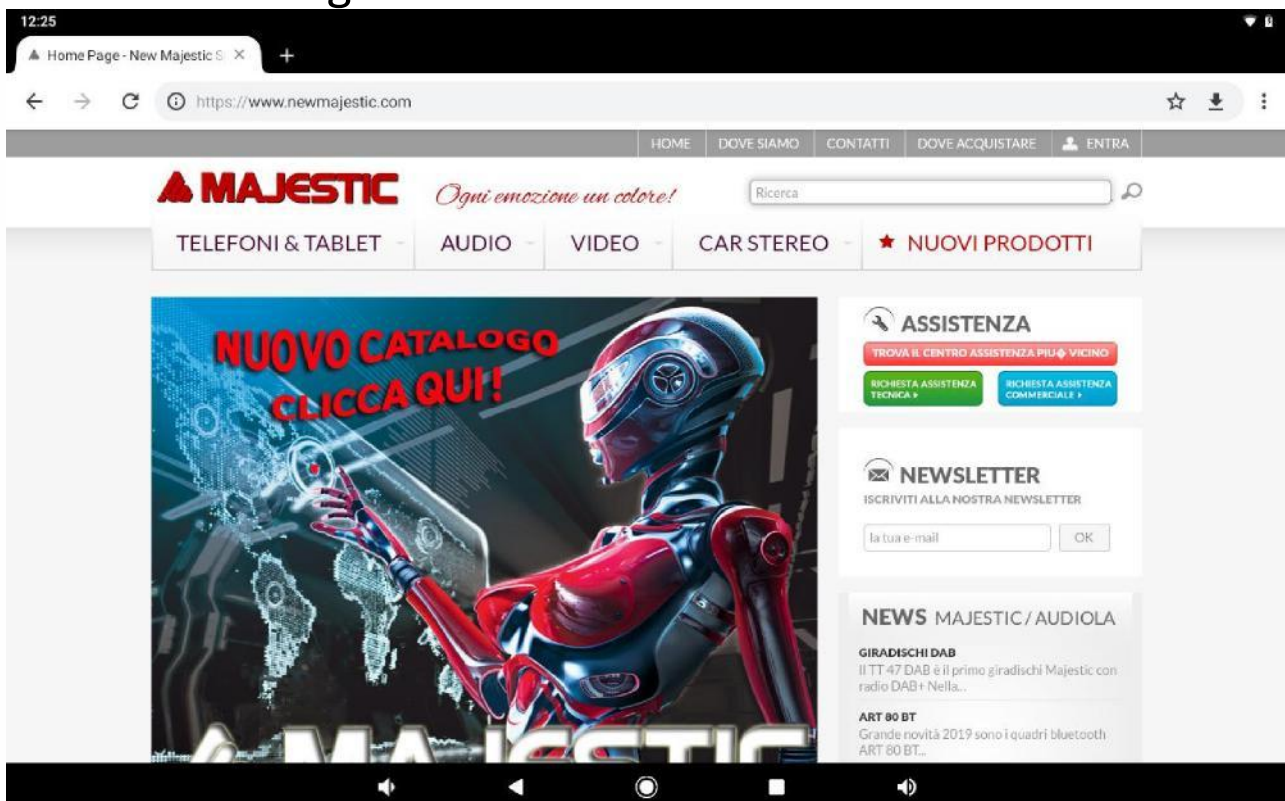 12:25
Home Page - New Majestic S
https://www.newmajestic.com
HOME DOVE SIAMO CONTATTI DOVE ACQUISTARE ENTRA
MAJESTIC Ogni emozione un colore! Ricerca
TELEFONI & TABLET AUDIO VIDEO CAR STEREO NUOVI PRODOTTI
NUOVO CATALOGO
CLICCA QUI!
MAJESTIC
ASSISTENZA
TROVA IL CENTRO ASSISTENZA PIU� VICINO
RICHIESTA ASSISTENZA
TECNICA
RICHIESTA ASSISTENZA
COMMERCIALE
NEWSLETTER
ISCRIVITI ALLA NOSTRA NEWSLETTER
la tua e-mail OK
NEWS MAJESTIC / AUDIOLA
GIRADISCHI DAB
Il TT 47 DAB è il primo giradischi Majestic con
radio DAB+ Nella...
ART 80 BT
Grande novità 2019 sono i quadri bluetooth
ART 80 BT...